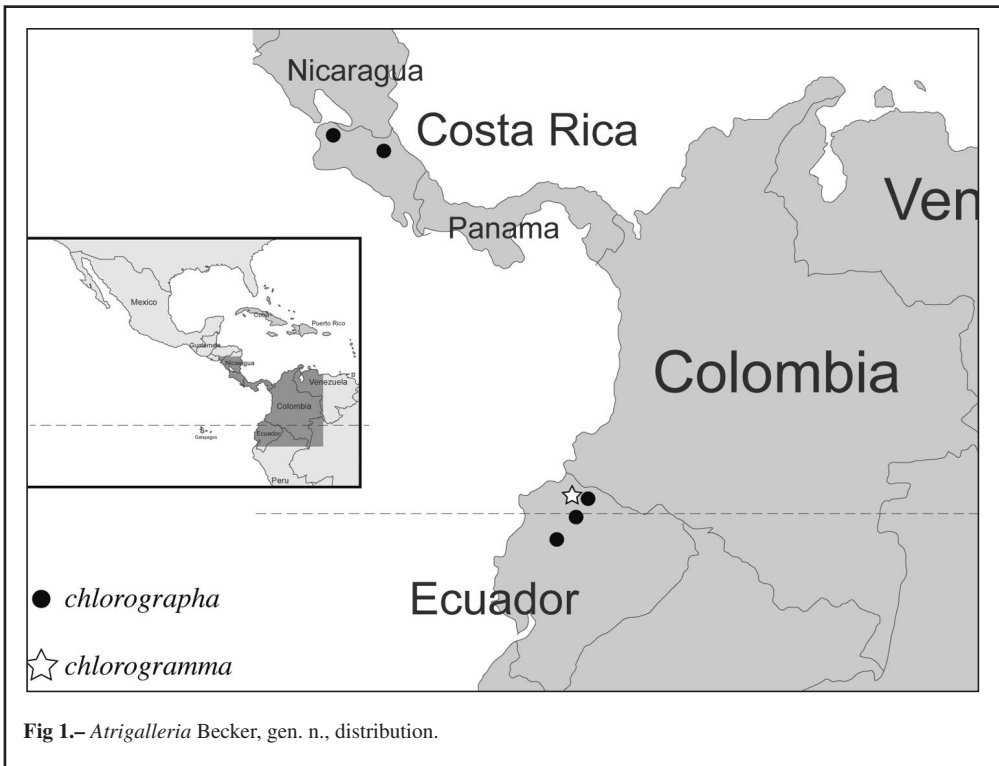 Nicaragua
Costa Rica
Ven
Panama
Mexico
Cuba
Puerto Rico
Guatemala
Nicaragua
Venezuela
Colombia
Colombia
Galapagos
Ecuador
Peru
Ecuador
chlorographa
chlorogramma
Fig 1.– Atrigalleria Becker, gen. n., distribution.